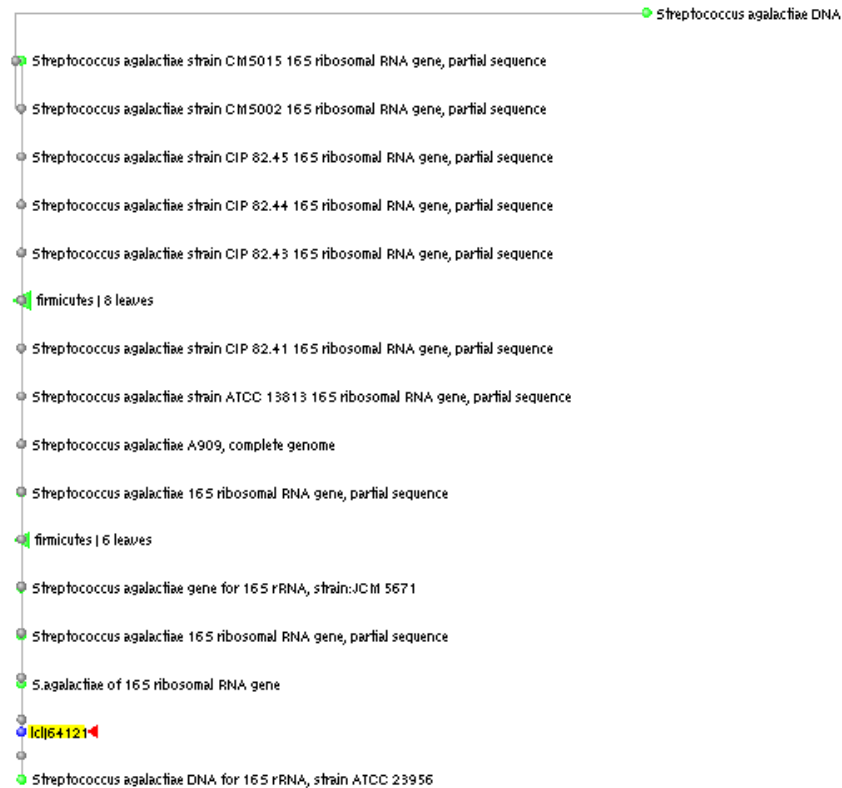 Streptococcus agalactiae DNA
Streptococcus agalactiae strain CM5015 16S ribosomal RNA gene, partial sequence
Streptococcus agalactiae strain CM5002 16S ribosomal RNA gene, partial sequence
Streptococcus agalactiae strain CIP 82.45 16S ribosomal RNA gene, partial sequence
Streptococcus agalactiae strain CIP 82.44 16S ribosomal RNA gene, partial sequence
Streptococcus agalactiae strain CIP 82.43 16S ribosomal RNA gene, partial sequence
firmicutes | 8 leaves
Streptococcus agalactiae strain CIP 82.41 16S ribosomal RNA gene, partial sequence
Streptococcus agalactiae strain ATCC 13813 16S ribosomal RNA gene, partial sequence
Streptococcus agalactiae A909, complete genome
Streptococcus agalactiae 16S ribosomal RNA gene, partial sequence
firmicutes | 6 leaves
Streptococcus agalactiae gene for 16S rRNA, strain:JCM 5671
Streptococcus agalactiae 16S ribosomal RNA gene, partial sequence
S.agalactiae of 16S ribosomal RNA gene
lcl|64121
Streptococcus agalactiae DNA for 16S rRNA, strain ATCC 23956